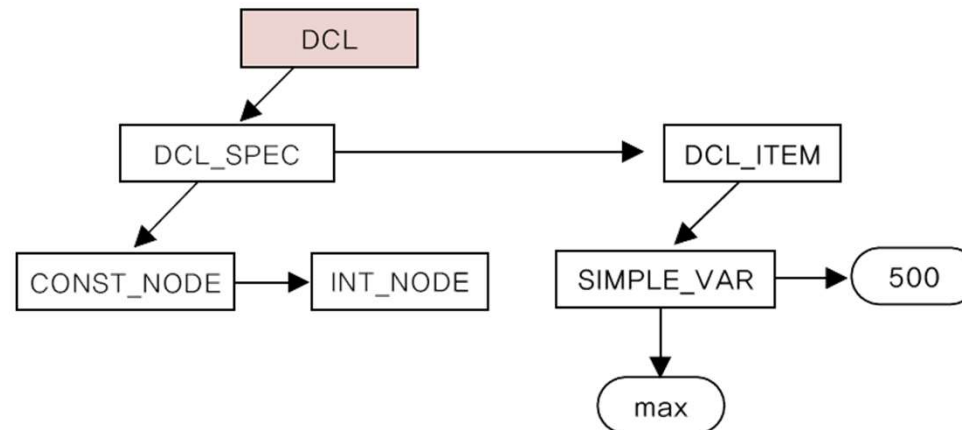 DCL
DCL_SPEC
DCL_ITEM
CONST_NODE
INT_NODE
SIMPLE_VAR
500
max